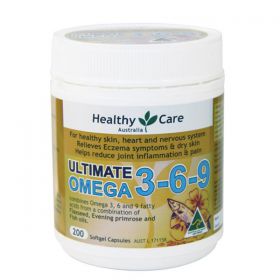 Healthy Care
Australia
For healthy skin, heart and nervous system
Relieves Eczema symptoms & dry skin
Helps reduce joint inflammation & pain
ULTIMATE
OMEGA 3-6-9
combines Omega 3, 6 and 9 fatty
acids from a combination of
Flaxseed, Evening primrose and
Fish oils.
200
Softgel Capsules
AUST L 171158